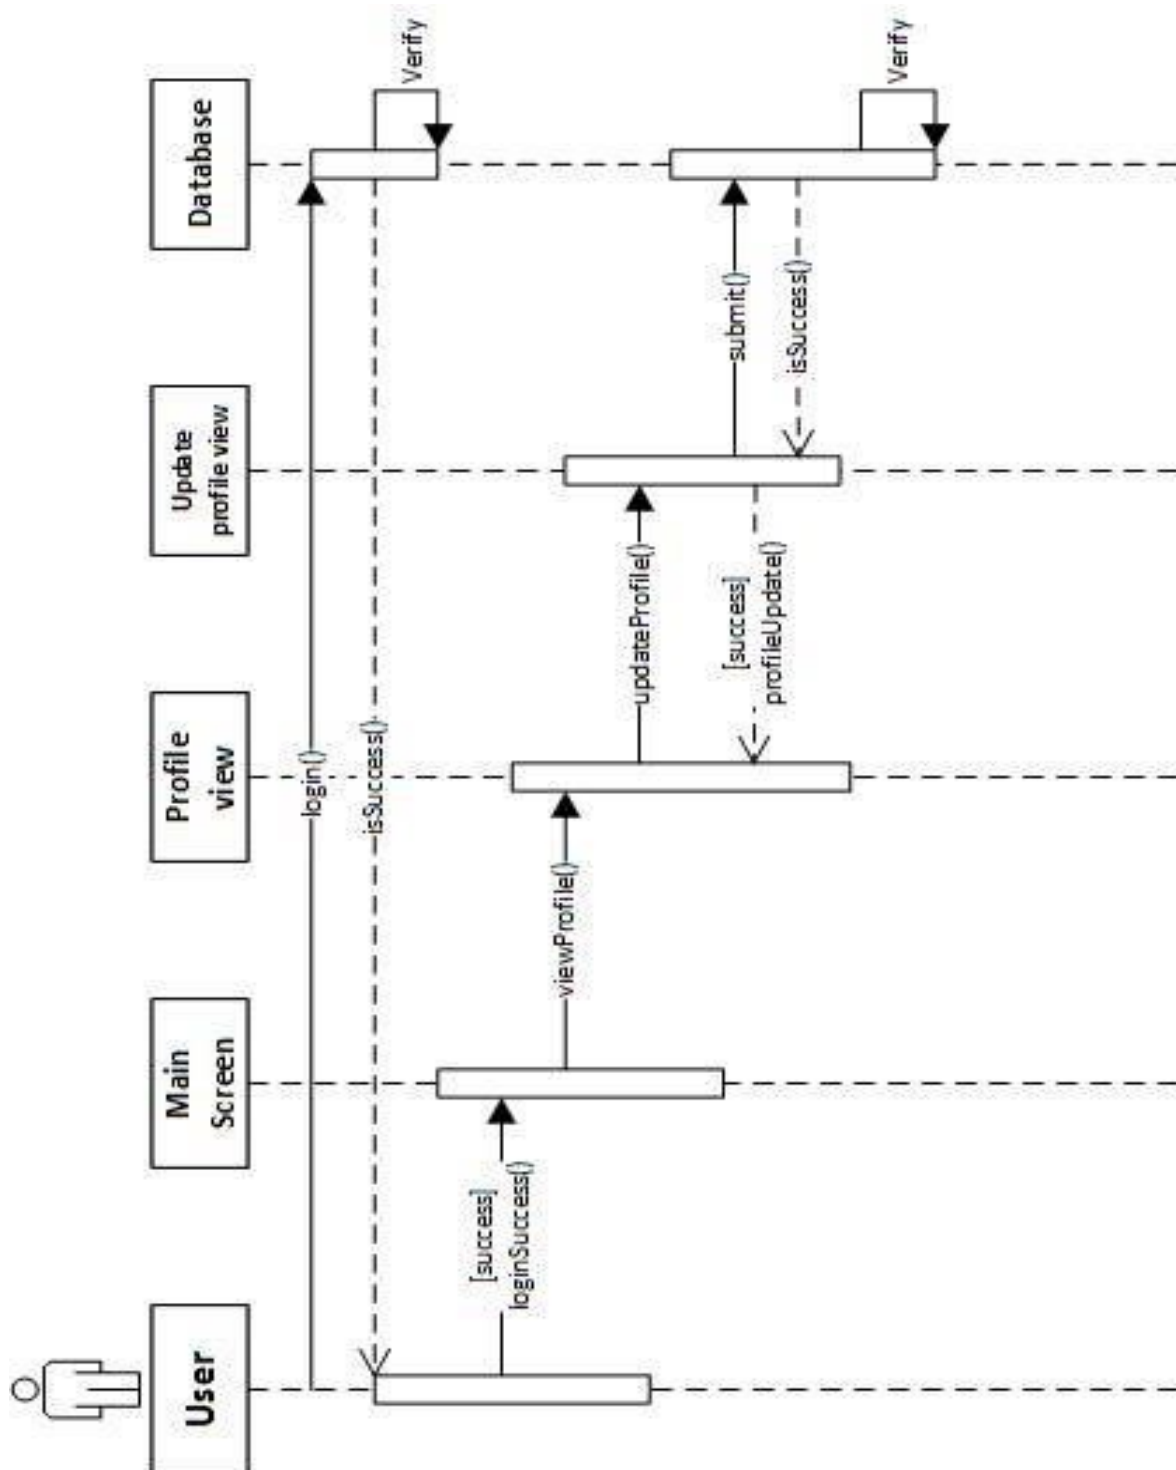 User
Main
Screen
Profile
view
Update
profile view
Database
login()
isSuccess()
Verify
[success]
loginSuccess()
viewProfile()
updateProfile()
submit()
[success]
profileUpdate()
isSuccess()
Verify